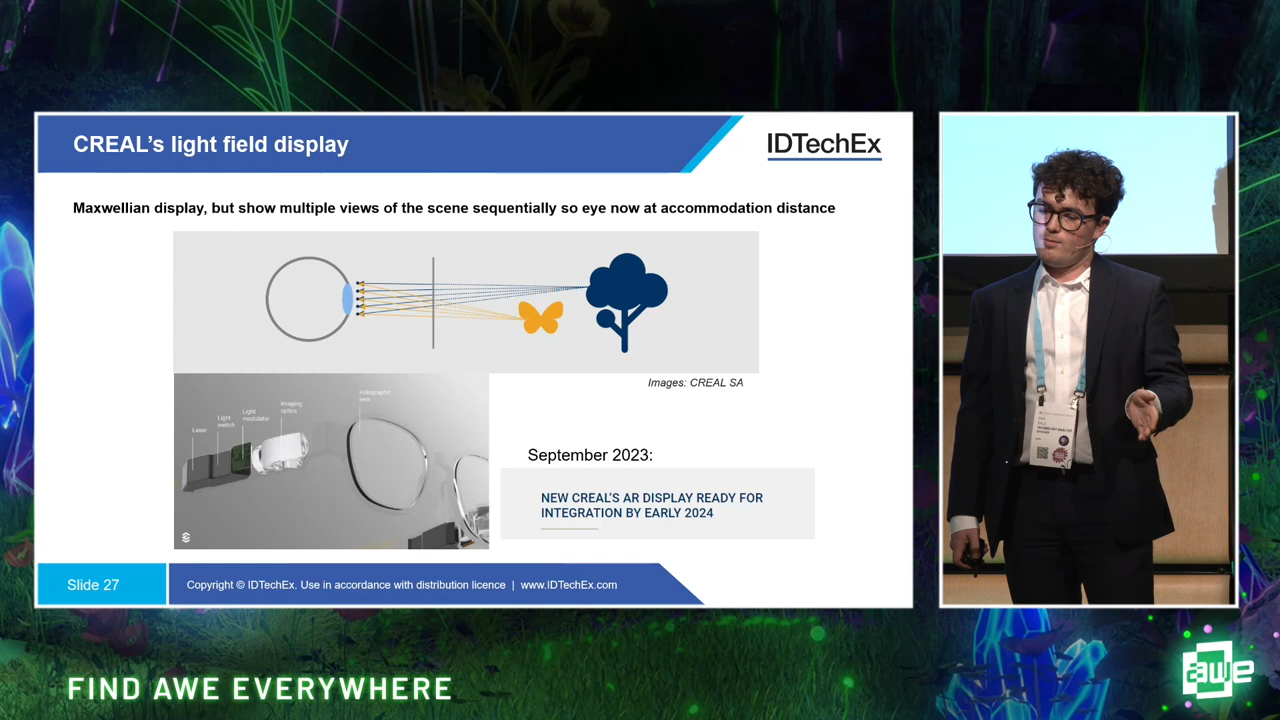 CREAL's light field display
IDTechEx
Maxwellian display, but show multiple views of the scene sequentially so eye now at accommodation distance
Images: CREAL SA
Laser
Light
switch
Light
modulator
Imaging
optics
Holographic
lens
September 2023:
NEW CREAL'S AR DISPLAY READY FOR
INTEGRATION BY EARLY 2024
Slide 27
Copyright © IDTechEx. Use in accordance with distribution licence | www.IDTechEx.com
FIND AWE EVERYWHERE
awe